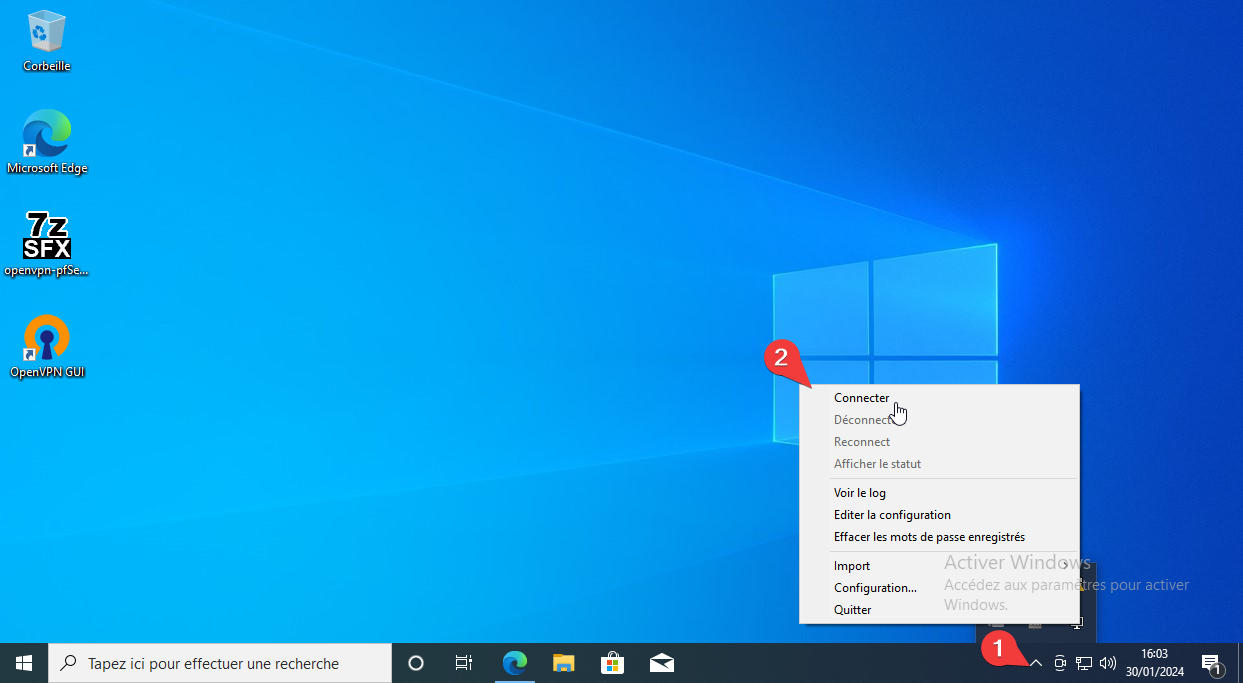 Corbeille
Microsoft Edge
7z
SFX
openvpn-pfSe...
OpenVPN GUI
2
Connecter
Déconnect
Reconnect
Afficher le statut
Voir le log
Editer la configuration
Effacer les mots de passe enregistrés
Import
Configuration...
Quitter
Activer Windows
Accédez aux paramètres pour activer
Windows.
1
Tapez ici pour effectuer une recherche
16:03
30/01/2024
1